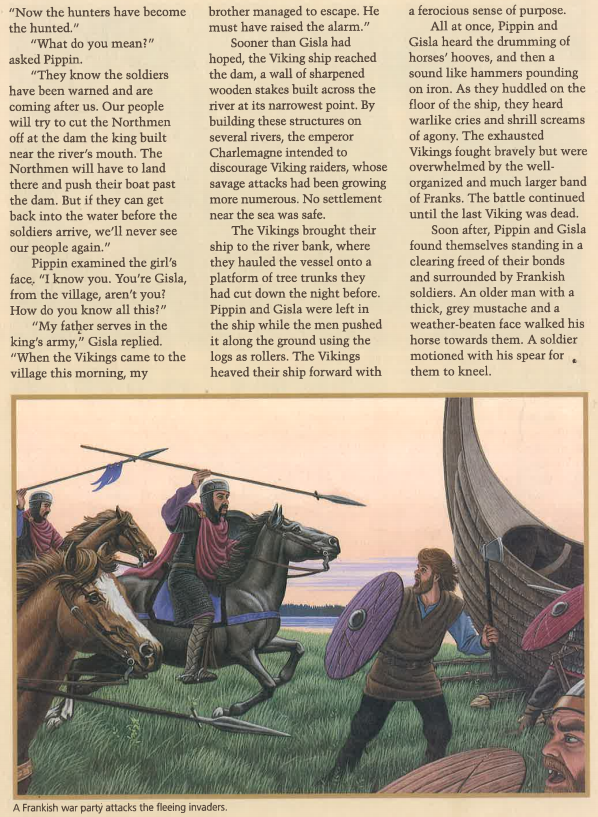 "Now the hunters have become
the hunted."
"What do you mean?"
asked Pippin.
"They know the soldiers
have been warned and are
coming after us. Our people
will try to cut the Northmen
off at the dam the king built
near the river's mouth. The
Northmen will have to land
there and push their boat past
the dam. But if they can get
back into the water before the
soldiers arrive, we'll never see
our people again."
Pippin examined the girl's
face, "I know you. You're Gisla,
from the village, aren't you?
How do you know all this?"
"My father serves in the
king's army," Gisla replied.
"When the Vikings came to the
village this morning, my
brother managed to escape. He
must have raised the alarm."
Sooner than Gisla had
hoped, the Viking ship reached
the dam, a wall of sharpened
wooden stakes built across the
river at its narrowest point. By
building these structures on
several rivers, the emperor
Charlemagne intended to
discourage Viking raiders, whose
savage attacks had been growing
more numerous. No settlement
near the sea was safe.
The Vikings brought their
ship to the river bank, where
they hauled the vessel onto a
platform of tree trunks they
had cut down the night before.
Pippin and Gisla were left in
the ship while the men pushed
it along the ground using the
logs as rollers. The Vikings
heaved their ship forward with
a ferocious sense of purpose.
All at once, Pippin and
Gisla heard the drumming of
horses' hooves, and then a
sound like hammers pounding
on iron. As they huddled on the
floor of the ship, they heard
warlike cries and shrill screams
of agony. The exhausted
Vikings fought bravely but were
overwhelmed by the well-
organized and much larger band
of Franks. The battle continued
until the last Viking was dead.
Soon after, Pippin and Gisla
found themselves standing in a
clearing freed of their bonds
and surrounded by Frankish
soldiers. An older man with a
thick, grey mustache and a
weather-beaten face walked his
horse towards them. A soldier
motioned with his spear for
them to kneel.
A Frankish war party attacks the fleeing invaders.